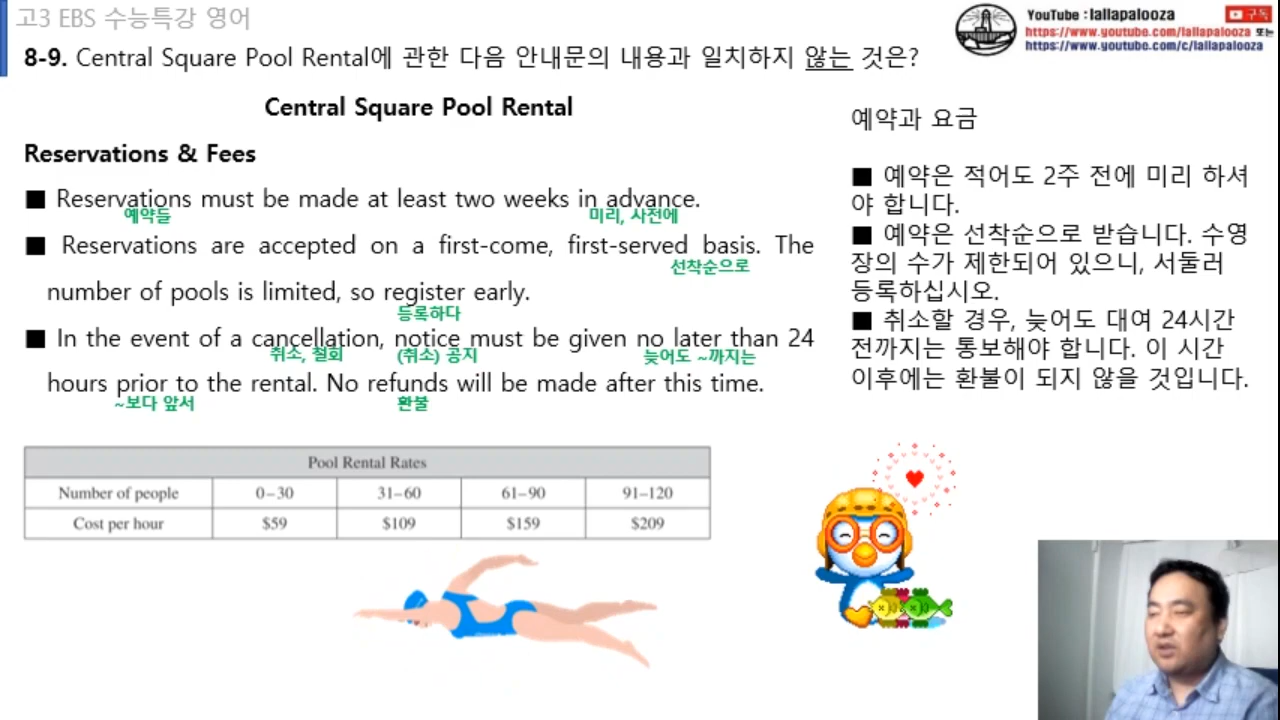 고3 EBS 수능특강 영어
YouTube : lallapalooza
구독
https://www.youtube.com/lallapalooza 또는
https://www.youtube.com/c/lallapalooza
8-9. Central Square Pool Rental에 관한 다음 안내문의 내용과 일치하지 않는 것은?
Central Square Pool Rental
Reservations & Fees
■ Reservations must be made at least two weeks in advance.
예약들 미리, 사전에
■ Reservations are accepted on a first-come, first-served basis. The
선착순으로
number of pools is limited, so register early.
등록하다
■ In the event of a cancellation, notice must be given no later than 24
취소, 철회 (취소) 공지 늦어도 ~까지는
hours prior to the rental. No refunds will be made after this time.
~보다 앞서 환불
예약과 요금
■ 예약은 적어도 2주 전에 미리 하셔
야 합니다.
■ 예약은 선착순으로 받습니다. 수영
장의 수가 제한되어 있으니, 서둘러
등록하십시오.
■ 취소할 경우, 늦어도 대여 24시간
전까지는 통보해야 합니다. 이 시간
이후에는 환불이 되지 않을 것입니다.
Pool Rental Rates
Number of people 0–30 31–60 61–90 91–120
Cost per hour $59 $109 $159 $209